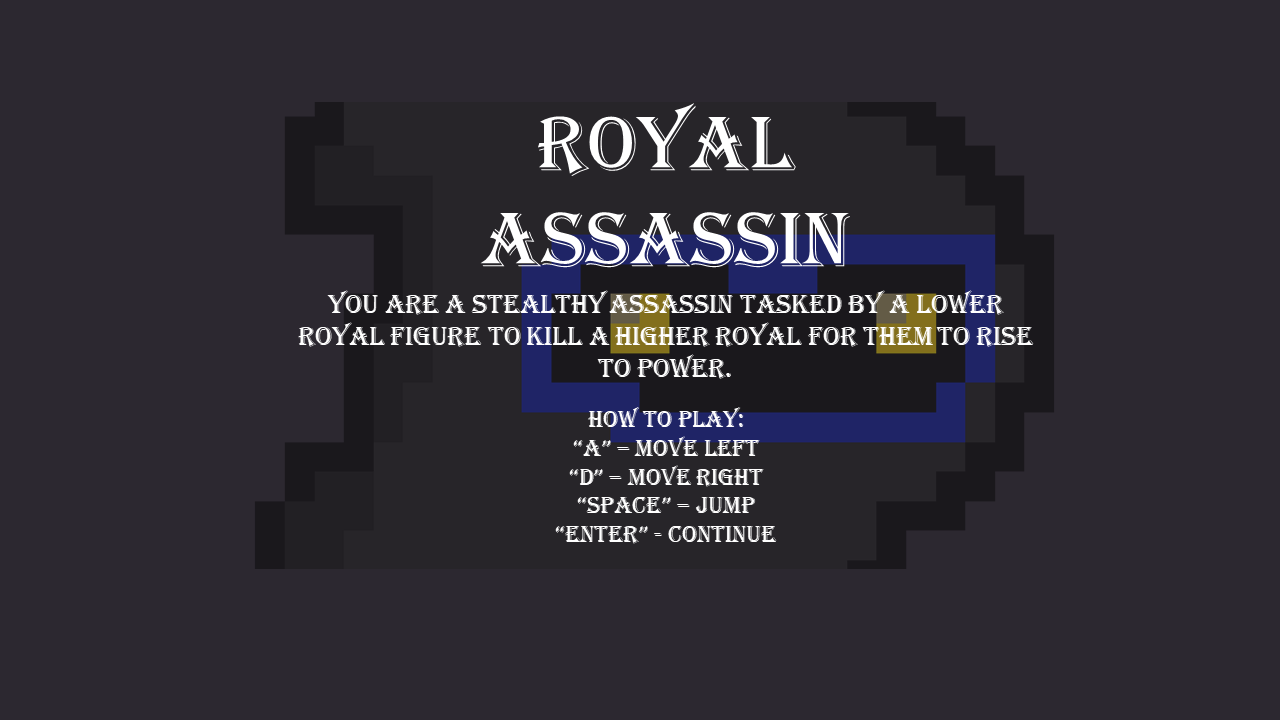 ROYAL
ASSASSIN
YOU ARE A STEALTHY ASSASSIN TASKED BY A LOWER
ROYAL FIGURE TO KILL A HIGHER ROYAL FOR THEM TO RISE
TO POWER.
HOW TO PLAY:
“A” – MOVE LEFT
“D” – MOVE RIGHT
“SPACE” – JUMP
“ENTER” - CONTINUE